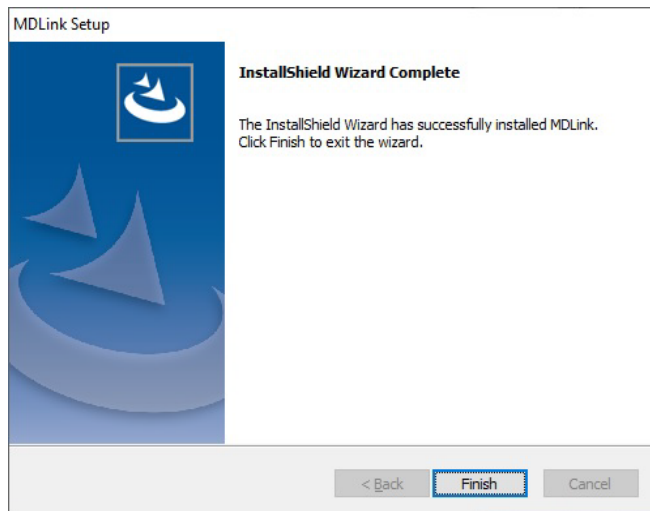 MDLink Setup
InstallShield Wizard Complete
The InstallShield Wizard has successfully installed MDLink.
Click Finish to exit the wizard.
< Back
Finish
Cancel